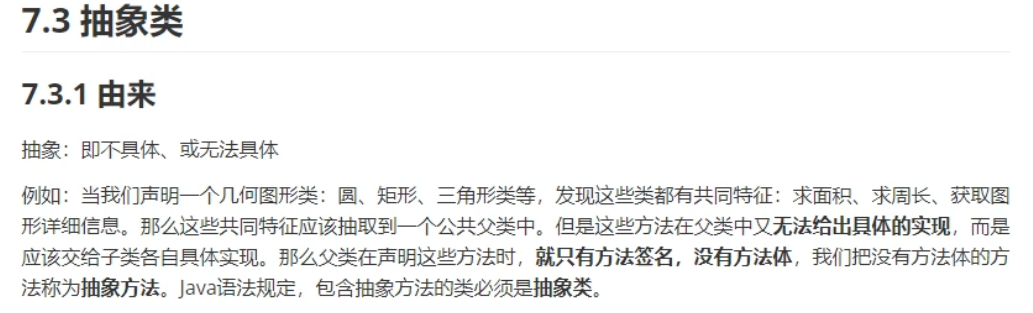 7.3 抽象类
7.3.1 由来
抽象：即不具体、或无法具体
例如：当我们声明一个几何图形类：圆、矩形、三角形类等，发现这些类都有共同特征：求面积、求周长、获取图
形详细信息。那么这些共同特征应该抽取到一个公共父类中。但是这些方法在父类中又无法给出具体的实现，而是
应该交给子类各自具体实现。那么父类在声明这些方法时，就只有方法签名，没有方法体，我们把没有方法体的方
法称为抽象方法。Java语法规定，包含抽象方法的类必须是抽象类。